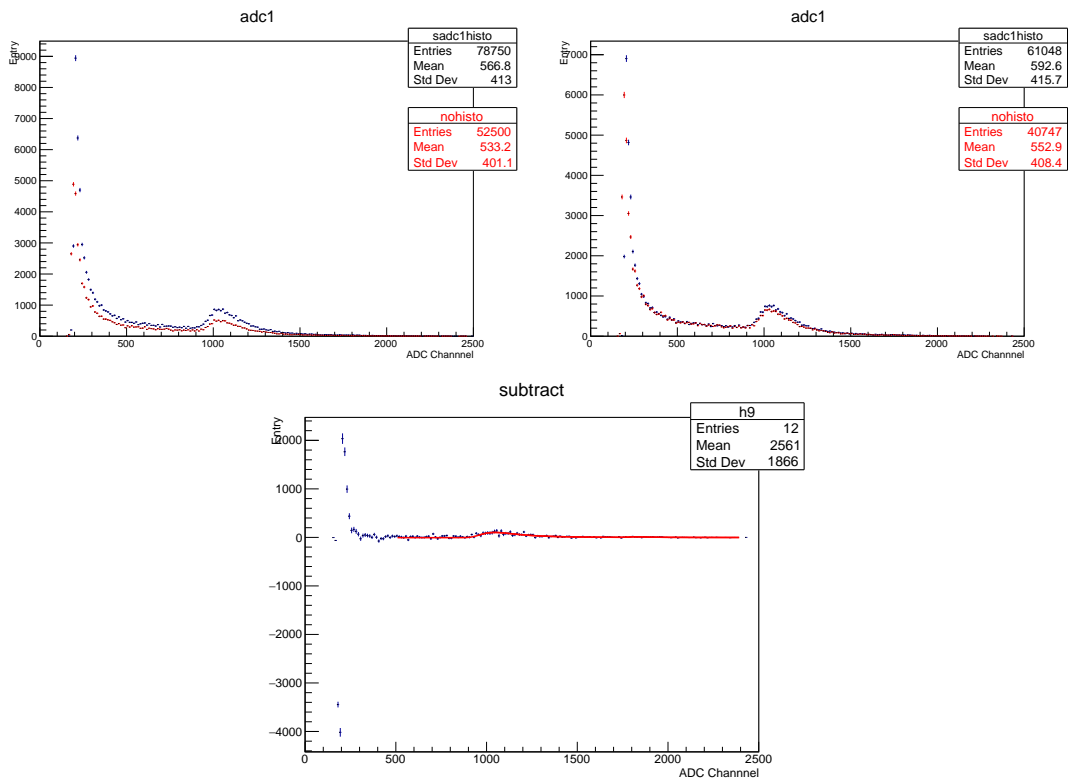 adc1
Entry
sadc1histo
Entries 78750
Mean 566.8
Std Dev 413
nohisto
Entries 52500
Mean 533.2
Std Dev 401.1
9000
8000
7000
6000
5000
4000
3000
2000
1000
0
0 500 1000 1500 2000 2500
ADC Channnel
adc1
Entry
sadc1histo
Entries 61048
Mean 592.6
Std Dev 415.7
nohisto
Entries 40747
Mean 552.9
Std Dev 408.4
7000
6000
5000
4000
3000
2000
1000
0
0 500 1000 1500 2000 2500
ADC Channnel
subtract
Entry
h9
Entries 12
Mean 2561
Std Dev 1866
2000
1000
0
−1000
−2000
−3000
−4000
0 500 1000 1500 2000 2500
ADC Channnel